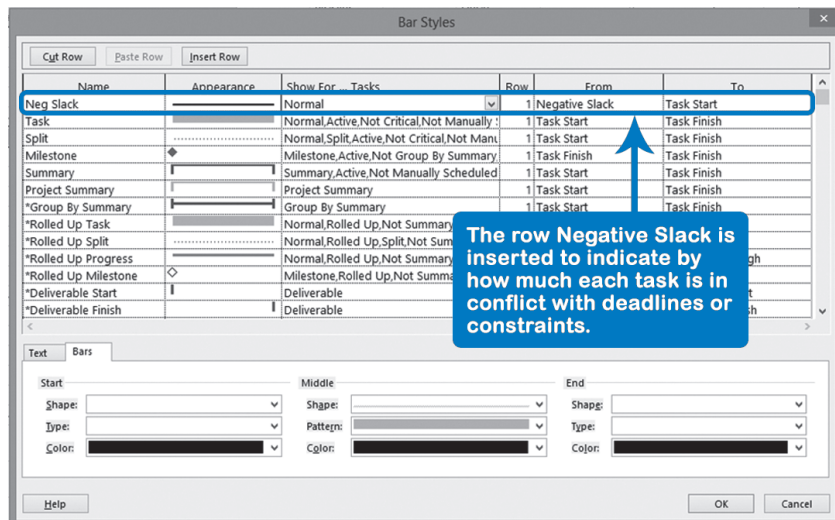 Bar Styles
Cut Row Paste Row Insert Row
Name Appearance Show For ... Tasks Row From To
Neg Slack Normal 1 Negative Slack Task Start
Task Normal,Active,Not Critical,Not Manually 1 Task Start Task Finish
Split Normal,Split,Active,Not Critical,Not Manu 1 Task Start Task Finish
Milestone Milestone,Active,Not Group By Summary, 1 Task Finish Task Finish
Summary Summary,Active,Not Manually Scheduled 1 Task Start Task Finish
Project Summary Project Summary 1 Task Start Task Finish
*Group By Summary Group By Summary 1 Task Start Task Finish
*Rolled Up Task Normal,Rolled Up,Not Summary
*Rolled Up Split Normal,Rolled Up,Split,Not Sum
*Rolled Up Progress Normal,Rolled Up,Not Summary
*Rolled Up Milestone Milestone,Rolled Up,Not Summa
*Deliverable Start Deliverable
*Deliverable Finish Deliverable
The row Negative Slack is
inserted to indicate by
how much each task is in
conflict with deadlines or
constraints.
Text Bars
Start Middle End
Shape: Shape: Shape:
Type: Pattern: Type:
Color: Color: Color:
Help OK Cancel